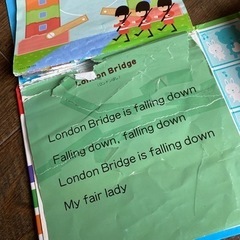 London Bridge
London Bridge is falling down
Falling down, falling down
London Bridge is falling down
My fair lady